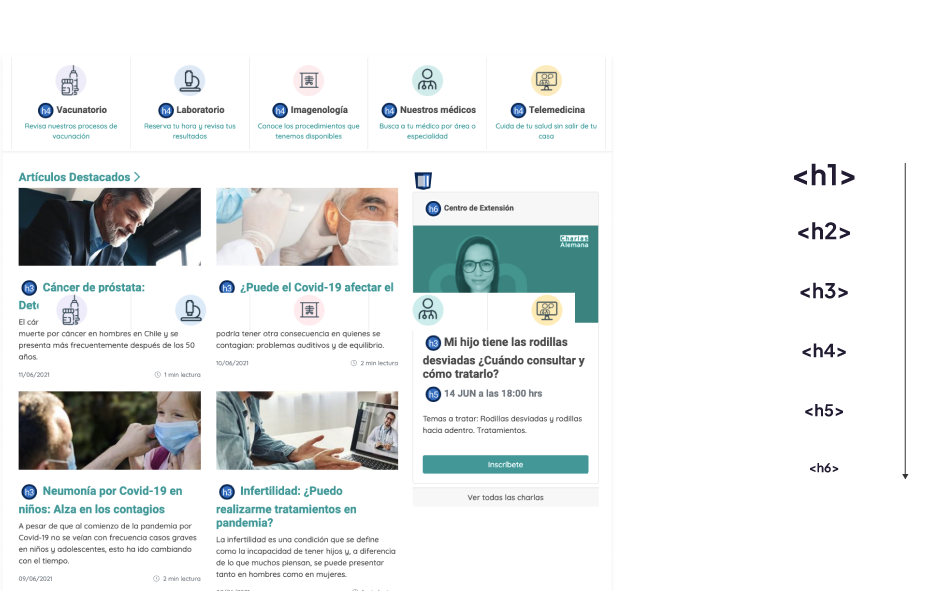 h4 Vacunatorio
Revisa nuestros procesos de
vacunación
h4 Laboratorio
Reserva tu hora y revisa tus
resultados
h4 Imagenología
Conoce los procedimientos que
tenemos disponibles
h4 Nuestros médicos
Busca a tu médico por área o
especialidad
h4 Telemedicina
Cuida de tu salud sin salir de tu
casa
Artículos Destacados >
h3 Cáncer de próstata:
El cár
muerte por cáncer en hombres en Chile y se
presenta más frecuentemente después de los 50
años.
11/06/2021 1 min lectura
h3 ¿Puede el Covid-19 afectar el
podría tener otra consecuencia en quienes se
contagian: problemas auditivos y de equilibrio.
10/06/2021 2 min lectura
h3 Neumonía por Covid-19 en
niños: Alza en los contagios
A pesar de que al comienzo de la pandemia por
Covid-19 no se veían con frecuencia casos graves
en niños y adolescentes, esto ha ido cambiando
con el tiempo.
09/06/2021 2 min lectura
h3 Infertilidad: ¿Puedo
realizarme tratamientos en
pandemia?
La infertilidad es una condición que se define
como la incapacidad de tener hijos y, a diferencia
de lo que muchos piensan, se puede presentar
tanto en hombres como en mujeres.
h6 Centro de Extensión
Charlas
Alemana
h3 Mi hijo tiene las rodillas
desviadas ¿Cuándo consultar y
cómo tratarlo?
h5 14 JUN a las 18:00 hrs
Temas a tratar: Rodillas desviadas y rodillas
hacia adentro. Tratamientos.
Inscríbete
Ver todas las charlas
<h1>
<h2>
<h3>
<h4>
<h5>
<h6>